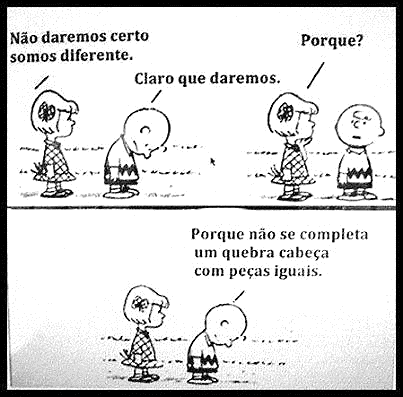 Não daremos certo
somos diferente.
Claro que daremos.
Porque?
Porque não se completa
um quebra cabeça
com peças iguais.